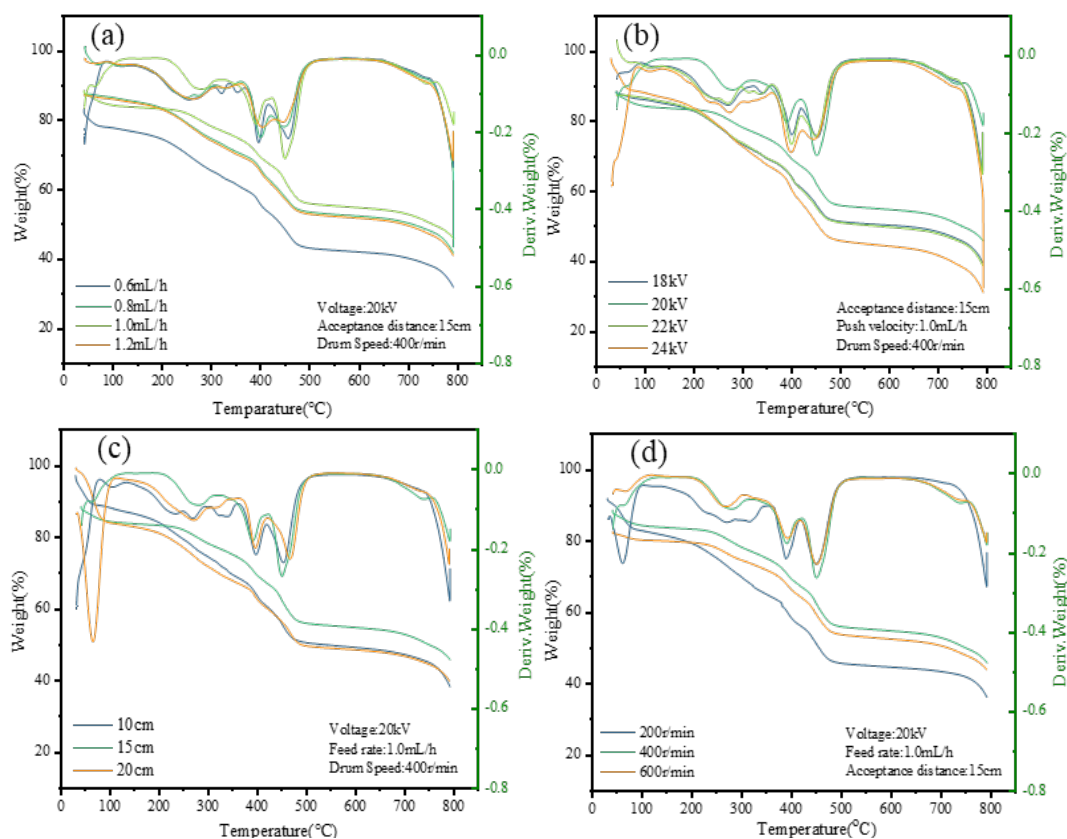 (a)
100
80
60
40
20
Weight(%)
0.0
-0.2
-0.4
-0.6
-0.8
Deriv.Weight(%)
0.6mL/h
0.8mL/h
1.0mL/h
1.2mL/h
Voltage:20kV
Acceptance distance:15cm
Drum Speed:400r/min
0 100 200 300 400 500 600 700 800
Temparature(℃)
(b)
100
80
60
40
20
Weight(%)
0.0
-0.2
-0.4
-0.6
-0.8
Deriv.Weight(%)
18kV
20kV
22kV
24kV
Acceptance distance:15cm
Push velocity:1.0mL/h
Drum Speed:400r/min
0 100 200 300 400 500 600 700 800
Temperature(℃)
(c)
100
80
60
40
20
Weight(%)
0.0
-0.2
-0.4
-0.6
-0.8
Deriv.Weight(%)
10cm
15cm
20cm
Voltage:20kV
Feed rate:1.0mL/h
Drum Speed:400r/min
0 100 200 300 400 500 600 700 800
Temperature(℃)
(d)
100
80
60
40
20
Weight(%)
0.0
-0.2
-0.4
-0.6
-0.8
Deriv.Weight(%)
200r/min
400r/min
600r/min
Voltage:20kV
Feed rate:1.0mL/h
Acceptance distance:15cm
0 100 200 300 400 500 600 700 800
Temperature(℃)